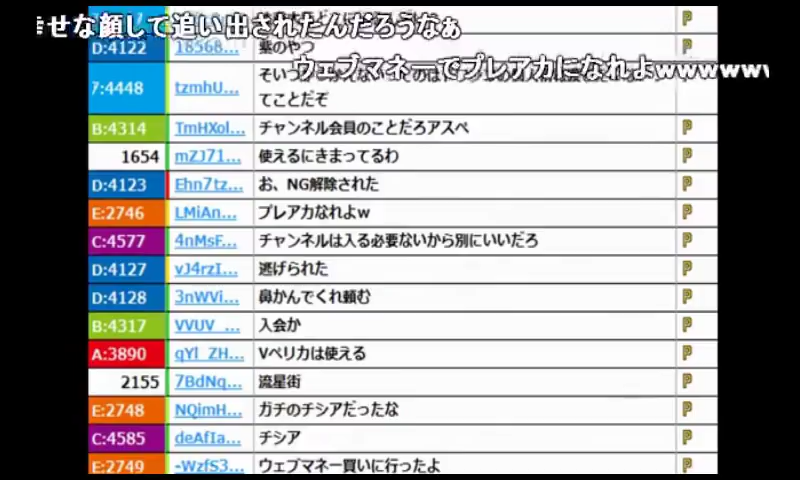 せな顔して追い出されたんだろうなぁ
D:4122 18568... 紫のやつ P
ウェブマネーでプレアカになれよwwwww
7:4448 tzmhU...
てことだぞ
B:4314 TmHXol... チャンネル会員のことだろアスペ P
1654 mZJ71... 使えるにきまってるわ P
D:4123 Ehn7tz... お、NG解除された P
E:2746 LMiAn... プレアカなれよw P
C:4577 4nMsF... チャンネルは入る必要ないから別にいいだろ P
D:4127 vJ4rzI... 逃げられた P
D:4128 3nWVi... 鼻かんでくれ頼む P
B:4317 VVUV_... 入会か P
A:3890 qYl_ZH... Vペリカは使える P
2155 7BdNq... 流星街 P
E:2748 NQimH... ガチのチシアだったな P
C:4585 deAfIa... チシア P
E:2749 -WzfS3... ウェブマネー買いに行ったよ P